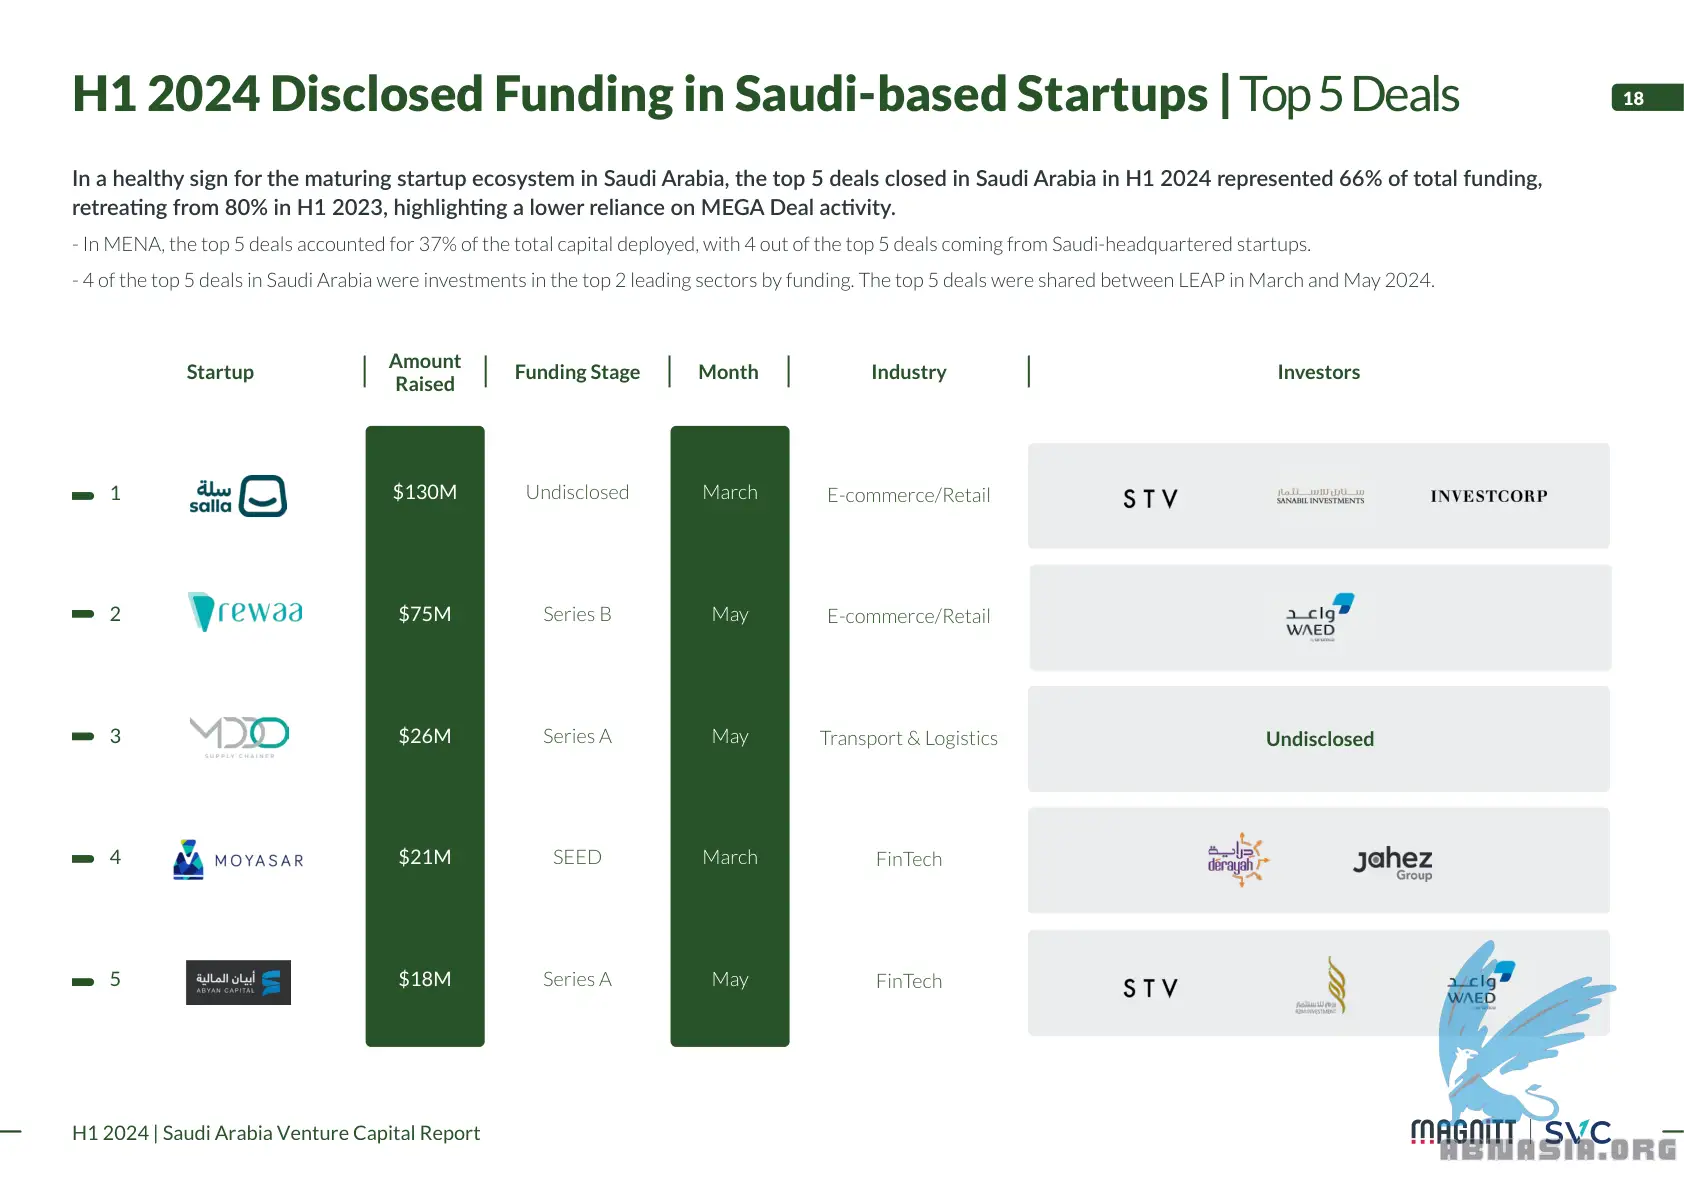 H1 2024 Disclosed Funding in Saudi-based Startups | Top 5 Deals
18
In a healthy sign for the maturing startup ecosystem in Saudi Arabia, the top 5 deals closed in Saudi Arabia in H1 2024 represented 66% of total funding,
retreating from 80% in H1 2023, highlighting a lower reliance on MEGA Deal activity.
- In MENA, the top 5 deals accounted for 37% of the total capital deployed, with 4 out of the top 5 deals coming from Saudi-headquartered startups.
- 4 of the top 5 deals in Saudi Arabia were investments in the top 2 leading sectors by funding. The top 5 deals were shared between LEAP in March and May 2024.
Startup | Amount Raised | Funding Stage | Month | Industry | Investors
1 سلة salla $130M Undisclosed March E-commerce/Retail STV سنابل للاستثمار SANABIL INVESTMENTS INVESTCORP
2 rewaa $75M Series B May E-commerce/Retail واعد WAED
3 MDD SUPPLY CHAINER $26M Series A May Transport & Logistics Undisclosed
4 MOYASAR $21M SEED March FinTech دراية derayah jahez Group
5 أبيان المالية ABYAN CAPITAL $18M Series A May FinTech STV واعد WAED
H1 2024 | Saudi Arabia Venture Capital Report
MAGNITT | SVC
ABNASIA.ORG